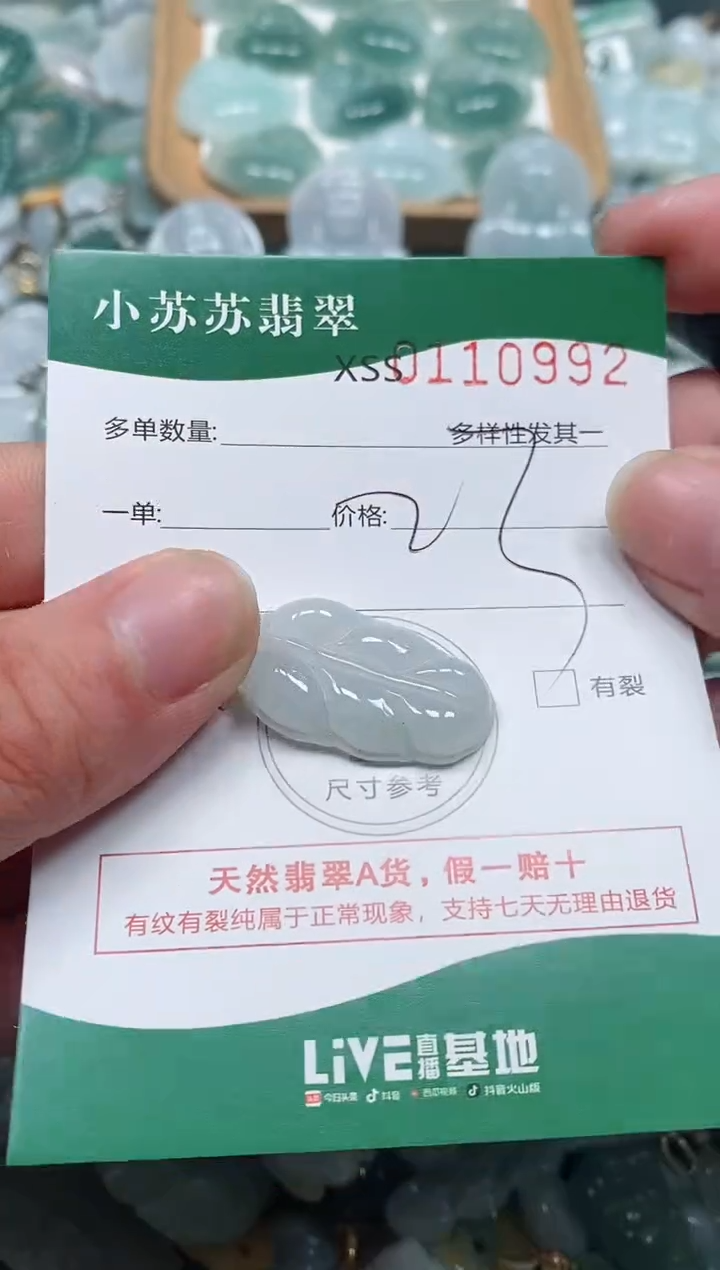 小苏苏翡翠
XSS0110992
多单数量: 多样性发其一
一单: 价格:
有裂
尺寸参考
天然翡翠A货，假一赔十
有纹有裂纯属于正常现象，支持七天无理由退货
LiVE直播基地
今日头条 抖音 西瓜视频 抖音火山版